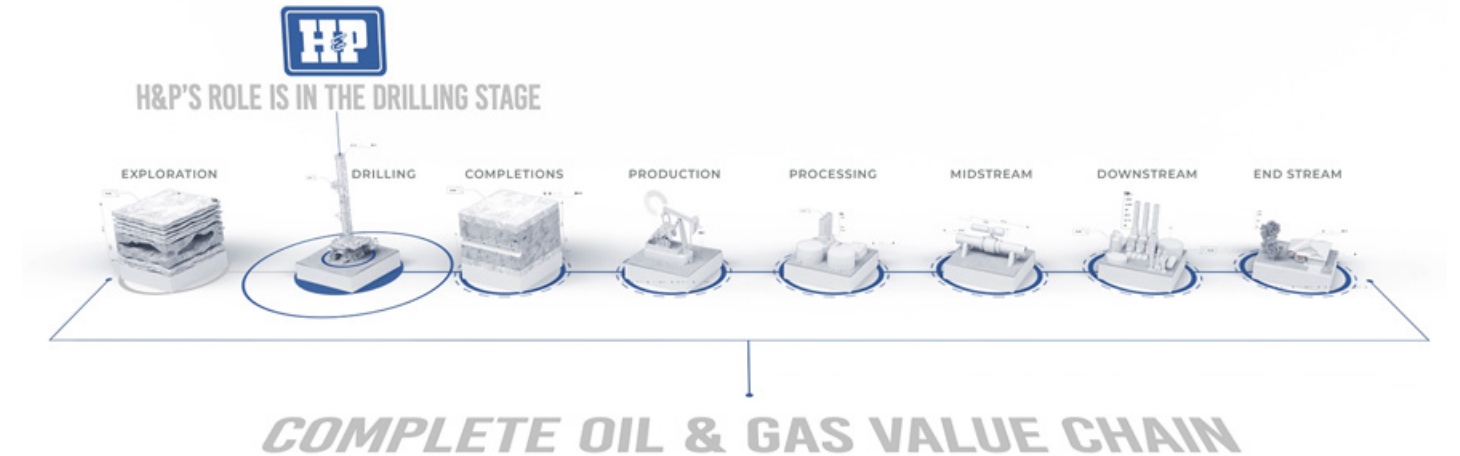 H&P
H&P'S ROLE IS IN THE DRILLING STAGE
EXPLORATION
DRILLING
COMPLETIONS
PRODUCTION
PROCESSING
MIDSTREAM
DOWNSTREAM
END STREAM
COMPLETE OIL & GAS VALUE CHAIN